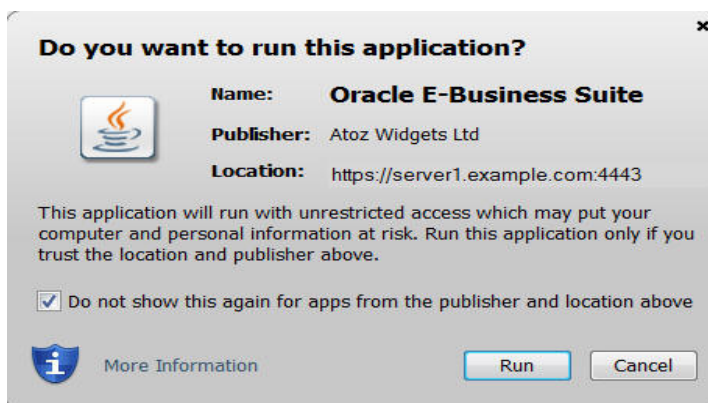 Do you want to run this application?
Name: Oracle E-Business Suite
Publisher: Atoz Widgets Ltd
Location: https://server1.example.com:4443
This application will run with unrestricted access which may put your
computer and personal information at risk. Run this application only if you
trust the location and publisher above.
Do not show this again for apps from the publisher and location above
More Information Run Cancel